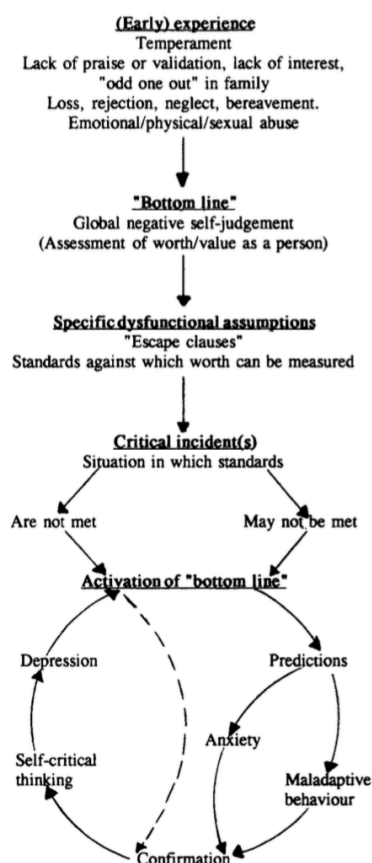 (Early) experience
Temperament
Lack of praise or validation, lack of interest,
"odd one out" in family
Loss, rejection, neglect, bereavement.
Emotional/physical/sexual abuse
"Bottom line"
Global negative self-judgement
(Assessment of worth/value as a person)
Specific dysfunctional assumptions
"Escape clauses"
Standards against which worth can be measured
Critical incident(s)
Situation in which standards
Are not met
May not be met
Activation of "bottom line"
Depression
Predictions
Anxiety
Self-critical
thinking
Maladaptive
behaviour
Confirmation